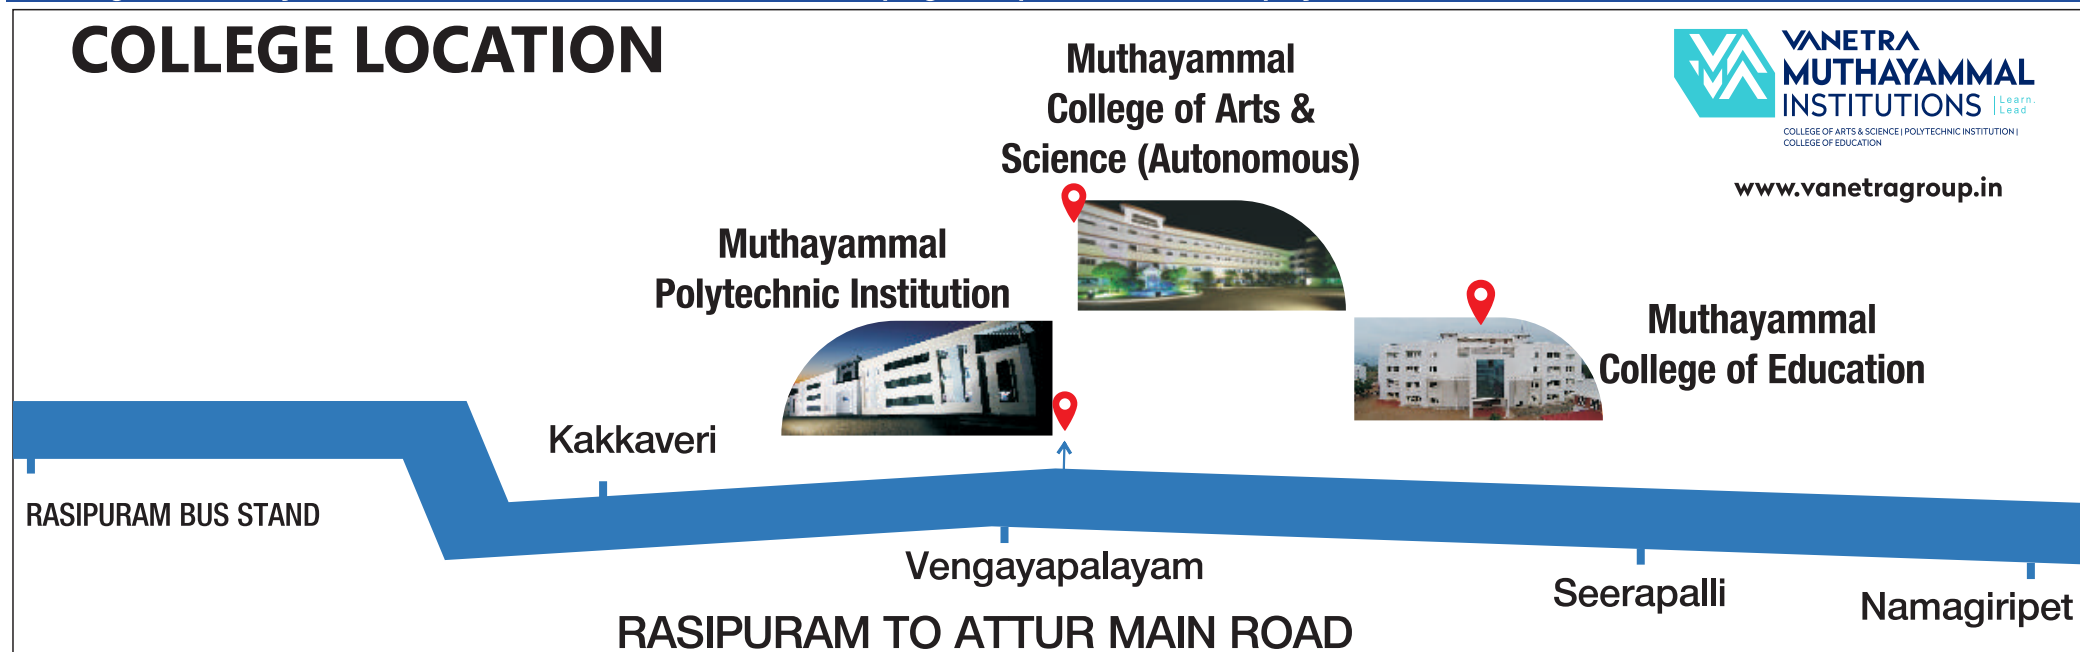 COLLEGE LOCATION
Muthayammal
College of Arts &
Science (Autonomous)
VANETRA
MUTHAYAMMAL
INSTITUTIONS | Learn.
Lead
COLLEGE OF ARTS & SCIENCE | POLYTECHNIC INSTITUTION |
COLLEGE OF EDUCATION
www.vanetragroup.in
Muthayammal
Polytechnic Institution
Muthayammal
College of Education
Kakkaveri
RASIPURAM BUS STAND
Vengayapalayam
Seerapalli
Namagiripet
RASIPURAM TO ATTUR MAIN ROAD